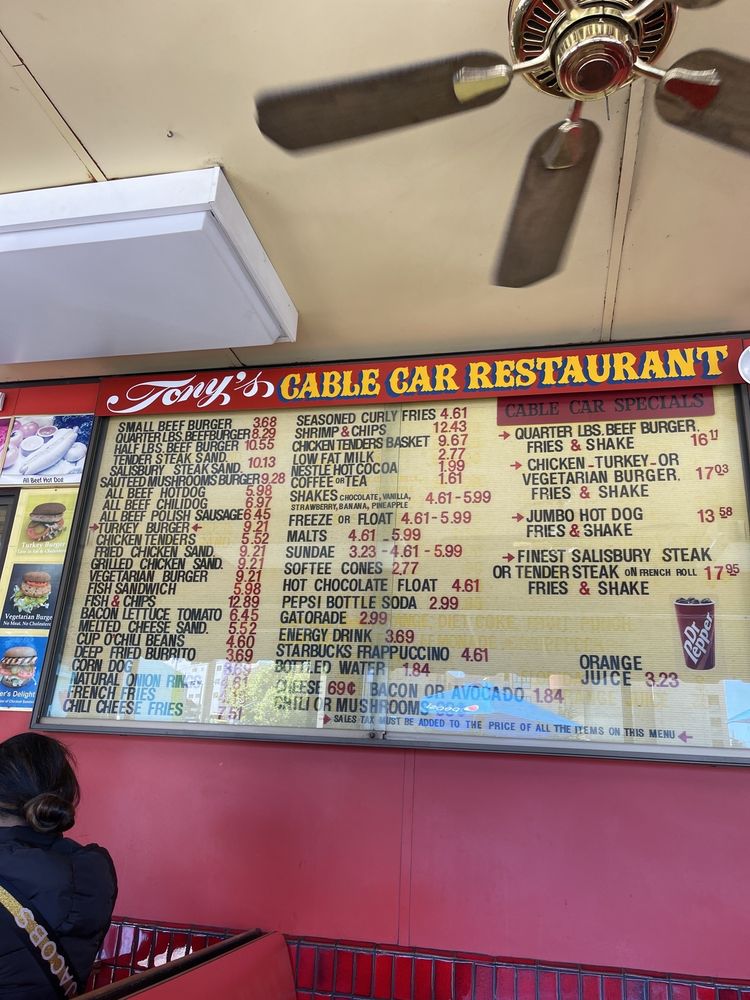 Tony's CABLE CAR RESTAURANT
SMALL BEEF BURGER 3.68
QUARTER LBS. BEEFBURGER 8.29
HALF LBS. BEEF BURGER 10.55
TENDER STEAK SAND.
SALISBURY STEAK SAND. 10.13
SAUTEED MUSHROOMS BURGER 9.28
ALL BEEF HOTDOG 5.98
ALL BEEF CHILIDOG 6.97
ALL BEEF POLISH SAUSAGE 6.45
TURKEY BURGER 9.21
CHICKEN TENDERS 5.52
FRIED CHICKEN SAND. 9.21
GRILLED CHICKEN SAND. 9.21
VEGETARIAN BURGER 9.21
FISH SANDWICH 5.98
FISH & CHIPS 12.89
BACON LETTUCE TOMATO 6.45
MELTED CHEESE SAND. 5.52
CUP O'CHILI BEANS 4.60
DEEP FRIED BURRITO 3.69
CORN DOG
NATURAL ONION RINGS
FRENCH FRIES
CHILI CHEESE FRIES 7.51
SEASONED CURLY FRIES 4.61
SHRIMP & CHIPS 12.43
CHICKEN TENDERS BASKET 9.67
LOW FAT MILK 2.77
NESTLE HOT COCOA 1.99
COFFEE OR TEA 1.61
SHAKES CHOCOLATE, VANILLA, 4.61-5.99
STRAWBERRY, BANANA, PINEAPPLE
FREEZE OR FLOAT 4.61-5.99
MALTS 4.61-5.99
SUNDAE 3.23-4.61-5.99
SOFTEE CONES 2.77
HOT CHOCOLATE FLOAT 4.61
PEPSI BOTTLE SODA 2.99
GATORADE 2.99
ENERGY DRINK 3.69
STARBUCKS FRAPPUCCINO 4.61
BOTTLED WATER 1.84
CHEESE 69¢ BACON OR AVOCADO 1.84
CHILI OR MUSHROOMS
SALES TAX MUST BE ADDED TO THE PRICE OF ALL THE ITEMS ON THIS MENU
CABLE CAR SPECIALS
QUARTER LBS. BEEF BURGER.
FRIES & SHAKE 16 11
CHICKEN-TURKEY-OR
VEGETARIAN BURGER. 17 03
FRIES & SHAKE
JUMBO HOT DOG 13 58
FRIES & SHAKE
FINEST SALISBURY STEAK
OR TENDER STEAK ON FRENCH ROLL 17 95
FRIES & SHAKE
Dr Pepper
ORANGE
JUICE 3.23
All Beef Hot Dog
Turkey Burger
Vegetarian Burger
JACOBS